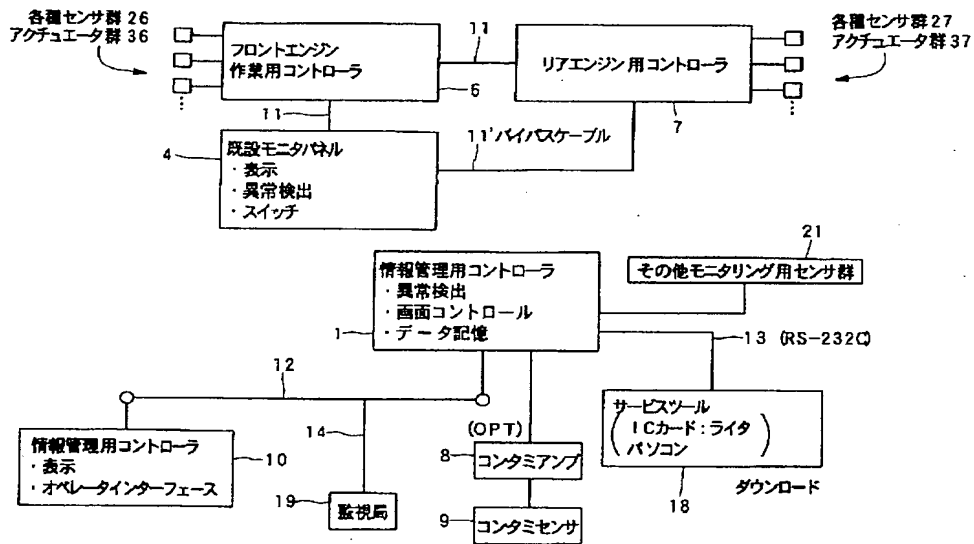 各種センサ群26
アクチュエータ群36
フロントエンジン
作業用コントローラ
6
11
リアエンジン用コントローラ
7
各種センサ群27
アクチュエータ群37
11
11'バイパスケーブル
4
既設モニタパネル
・表示
・異常検出
・スイッチ
21
その他モニタリング用センサ群
情報管理用コントローラ
・異常検出
・画面コントロール
・データ記憶
1
13 (RS-232C)
12
14
(OPT)
サービスツール
ICカード:ライタ
パソコン
18
ダウンロード
情報管理用コントローラ
・表示
・オペレータインターフェース
10
19
監視局
8
コンタミアンプ
9
コンタミセンサ